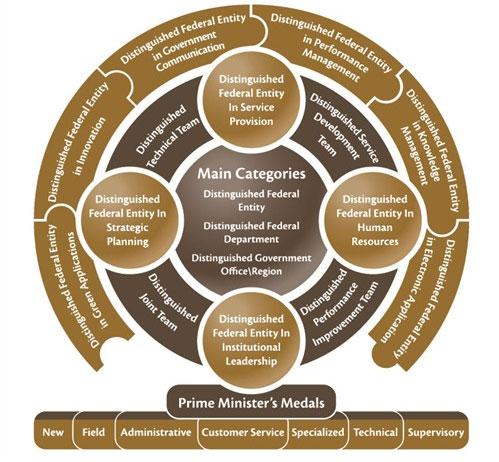 Distinguished Federal Entity
in Government
Communication
Distinguished Federal Entity
in Performance
Management
Distinguished Federal Entity
in Innovation
Distinguished Federal Entity
in Knowledge
Management
Distinguished Federal Entity
in Green Applications
Distinguished Federal Entity
in Electronic Application
Distinguished
Federal Entity
In Service
Provision
Distinguished
Technical Team
Distinguished Service
Development
Team
Main Categories
Distinguished Federal
Entity
Distinguished Federal
Department
Distinguished Government
Office\Region
Distinguished
Federal Entity In
Strategic
Planning
Distinguished
Federal Entity In
Human
Resources
Distinguished
Joint Team
Distinguished
Performance
Improvement Team
Distinguished
Federal Entity In
Institutional
Leadership
Prime Minister's Medals
New Field Administrative Customer Service Specialized Technical Supervisory